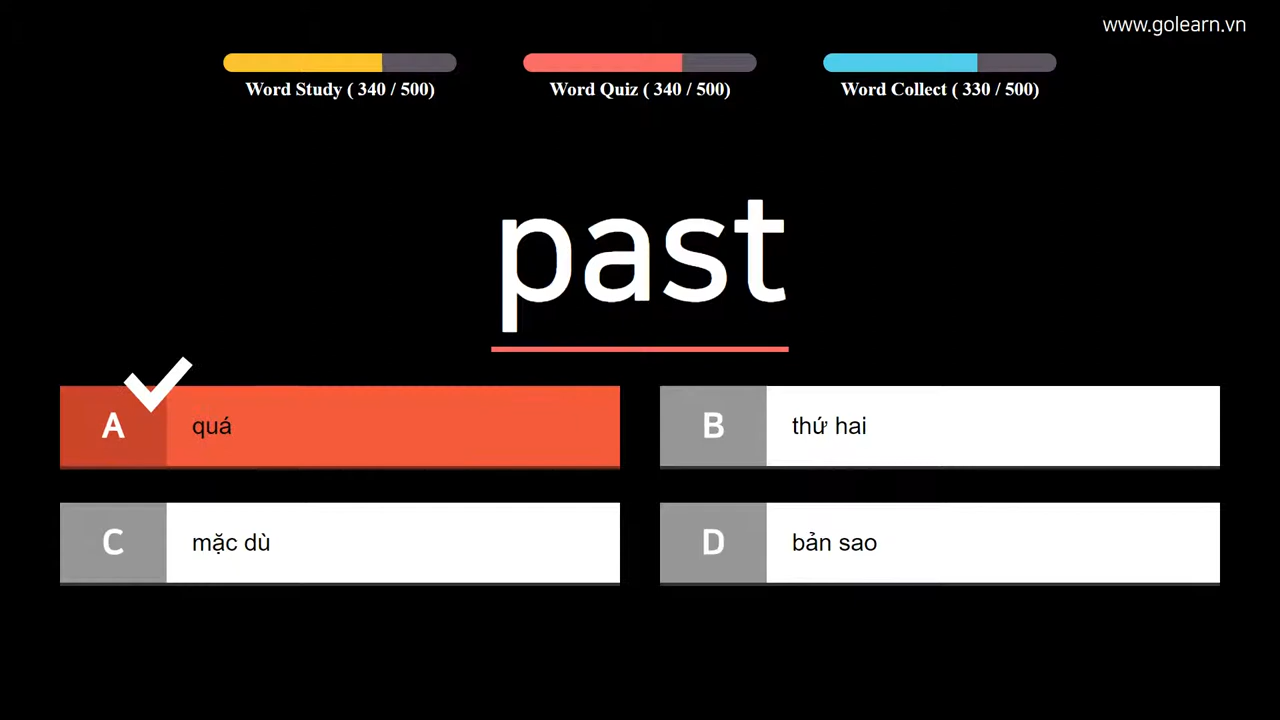 www.golearn.vn
Word Study ( 340 / 500)
Word Quiz ( 340 / 500)
Word Collect ( 330 / 500)
past
A quá
B thứ hai
C mặc dù
D bản sao